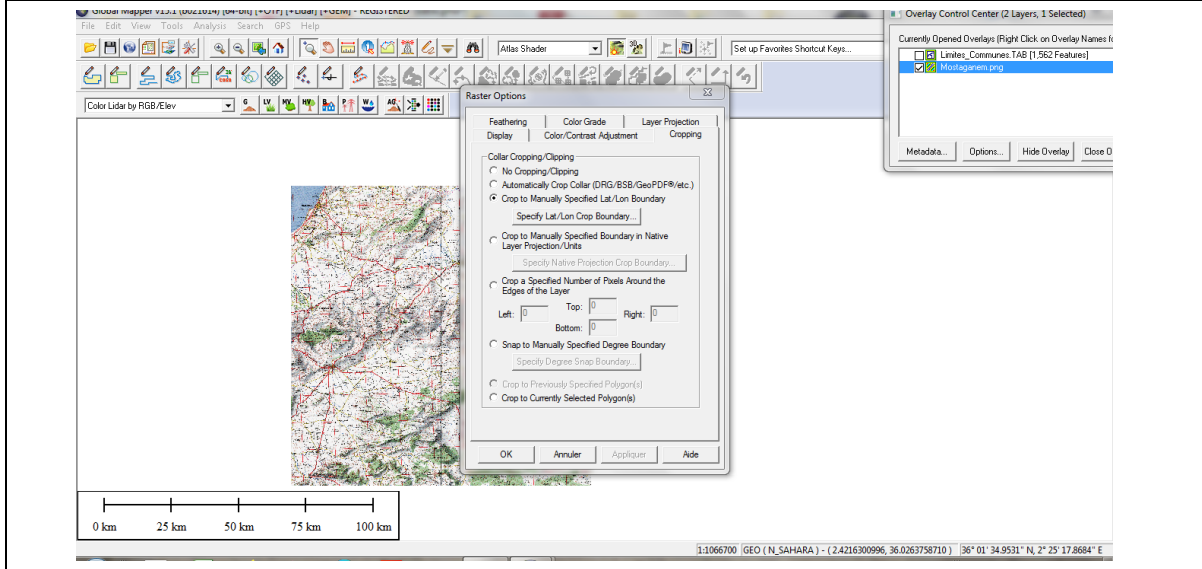 Global Mapper v15.1 (b021614) [64-bit] [+OTF] [+Lidar] [+GEM] - REGISTERED
File Edit View Tools Analysis Search GPS Help
Atlas Shader
Set up Favorites Shortcut Keys...
Color Lidar by RGB/Elev
Overlay Control Center (2 Layers, 1 Selected)
Currently Opened Overlays (Right Click on Overlay Names f
Limites_Communes.TAB [1,562 Features]
Mostaganem.png
Metadata... Options... Hide Overlay Close O
Raster Options
Feathering Color Grade Layer Projection
Display Color/Contrast Adjustment Cropping
Collar Cropping/Clipping
No Cropping/Clipping
Automatically Crop Collar (DRG/BSB/GeoPDF®/etc.)
Crop to Manually Specified Lat/Lon Boundary
Specify Lat/Lon Crop Boundary...
Crop to Manually Specified Boundary in Native
Layer Projection/Units
Specify Native Projection Crop Boundary...
Crop a Specified Number of Pixels Around the
Edges of the Layer
Left: 0 Top: 0 Right: 0
Bottom: 0
Snap to Manually Specified Degree Boundary
Specify Degree Snap Boundary...
Crop to Previously Specified Polygon(s)
Crop to Currently Selected Polygon(s)
OK Annuler Appliquer Aide
0 km 25 km 50 km 75 km 100 km
1:1066700 GEO ( N_SAHARA ) - ( 2.4216300996, 36.0263758710 ) 36° 01' 34.9531" N, 2° 25' 17.8684" E